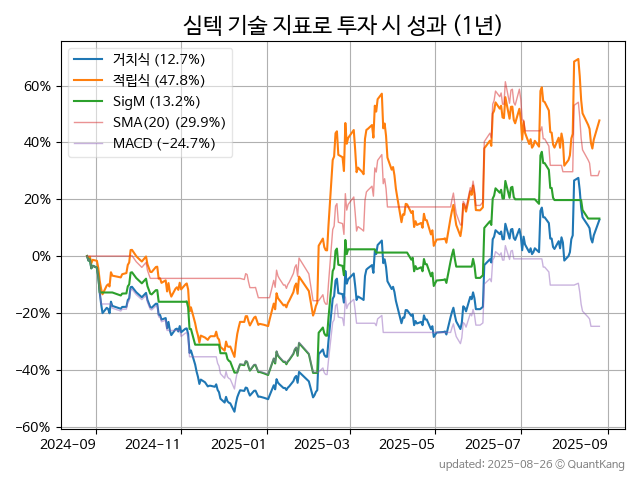 심텍 기술 지표로 투자 시 성과 (1년)
거치식 (12.7%)
적립식 (47.8%)
SigM (13.2%)
SMA(20) (29.9%)
MACD (−24.7%)
60%
40%
20%
0%
−20%
−40%
−60%
2024-09 2024-11 2025-01 2025-03 2025-05 2025-07 2025-09
updated: 2025-08-26 © QuantKang